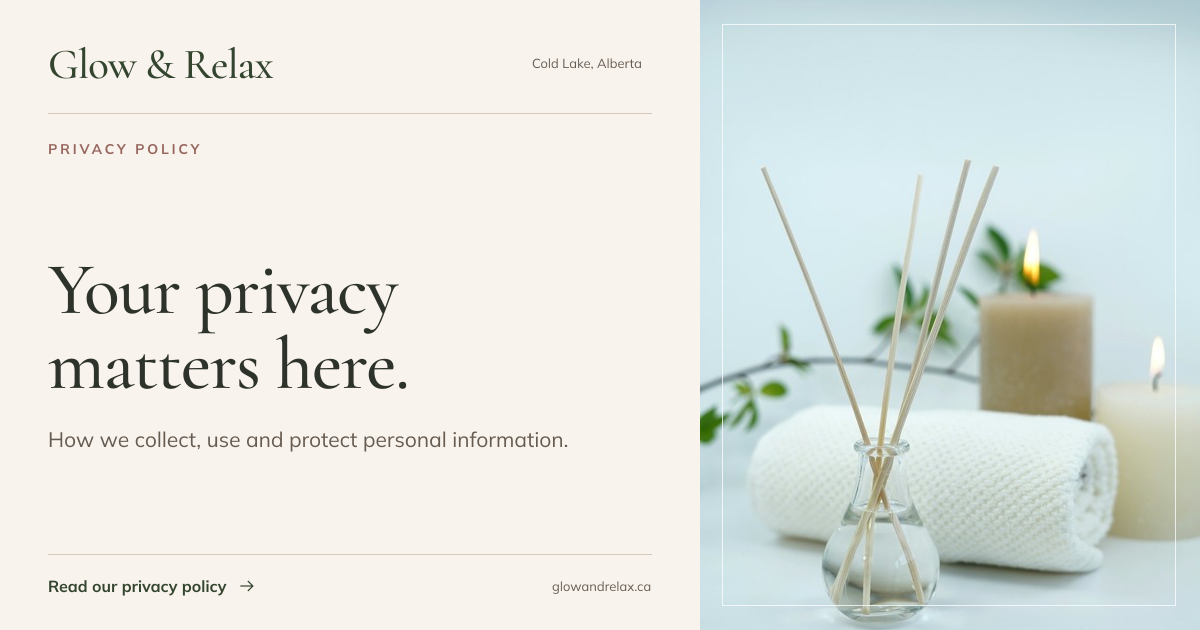 Glow & Relax
Cold Lake, Alberta
PRIVACY POLICY
Your privacy
matters here.
How we collect, use and protect personal information.
Read our privacy policy →
glowandrelax.ca